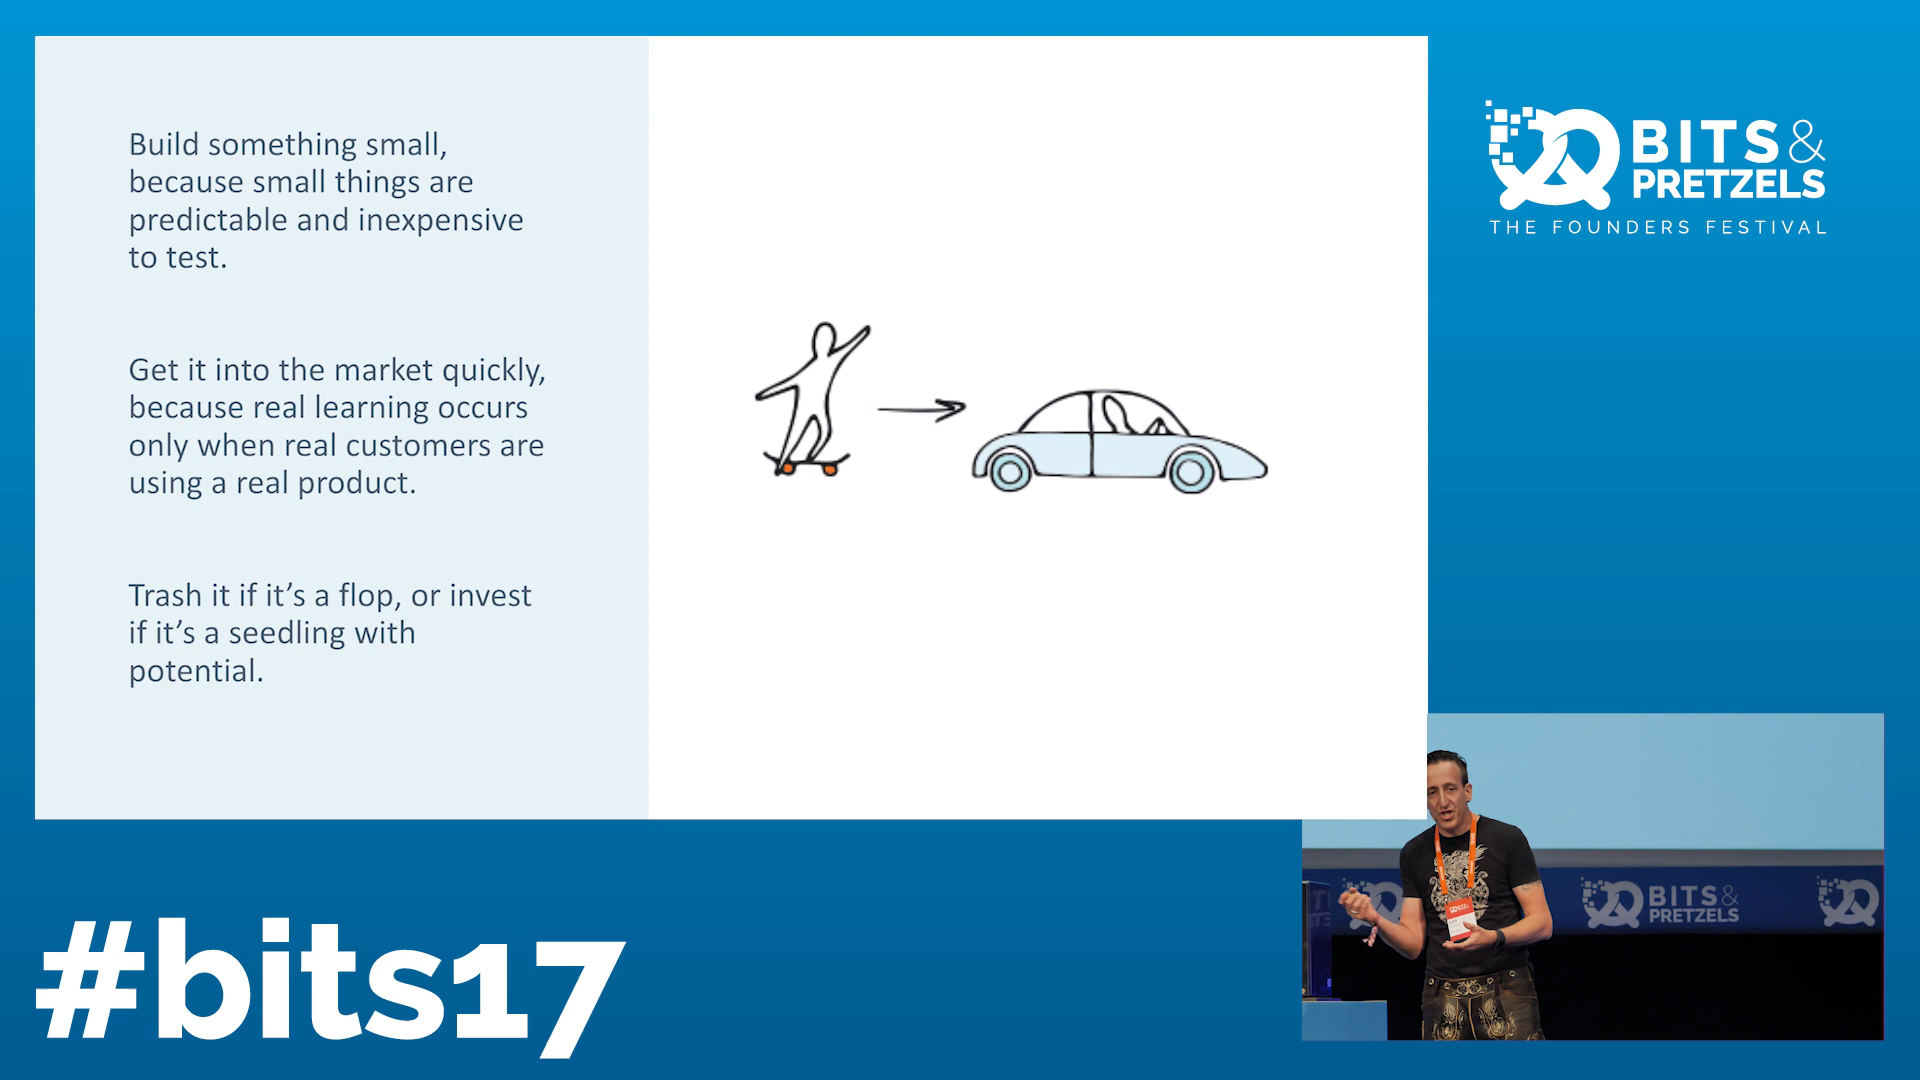 Build something small,
because small things are
predictable and inexpensive
to test.
Get it into the market quickly,
because real learning occurs
only when real customers are
using a real product.
Trash it if it’s a flop, or invest
if it’s a seedling with
potential.
BITS&
PRETZELS
THE FOUNDERS FESTIVAL
#bits17
BITS&
PRETZELS